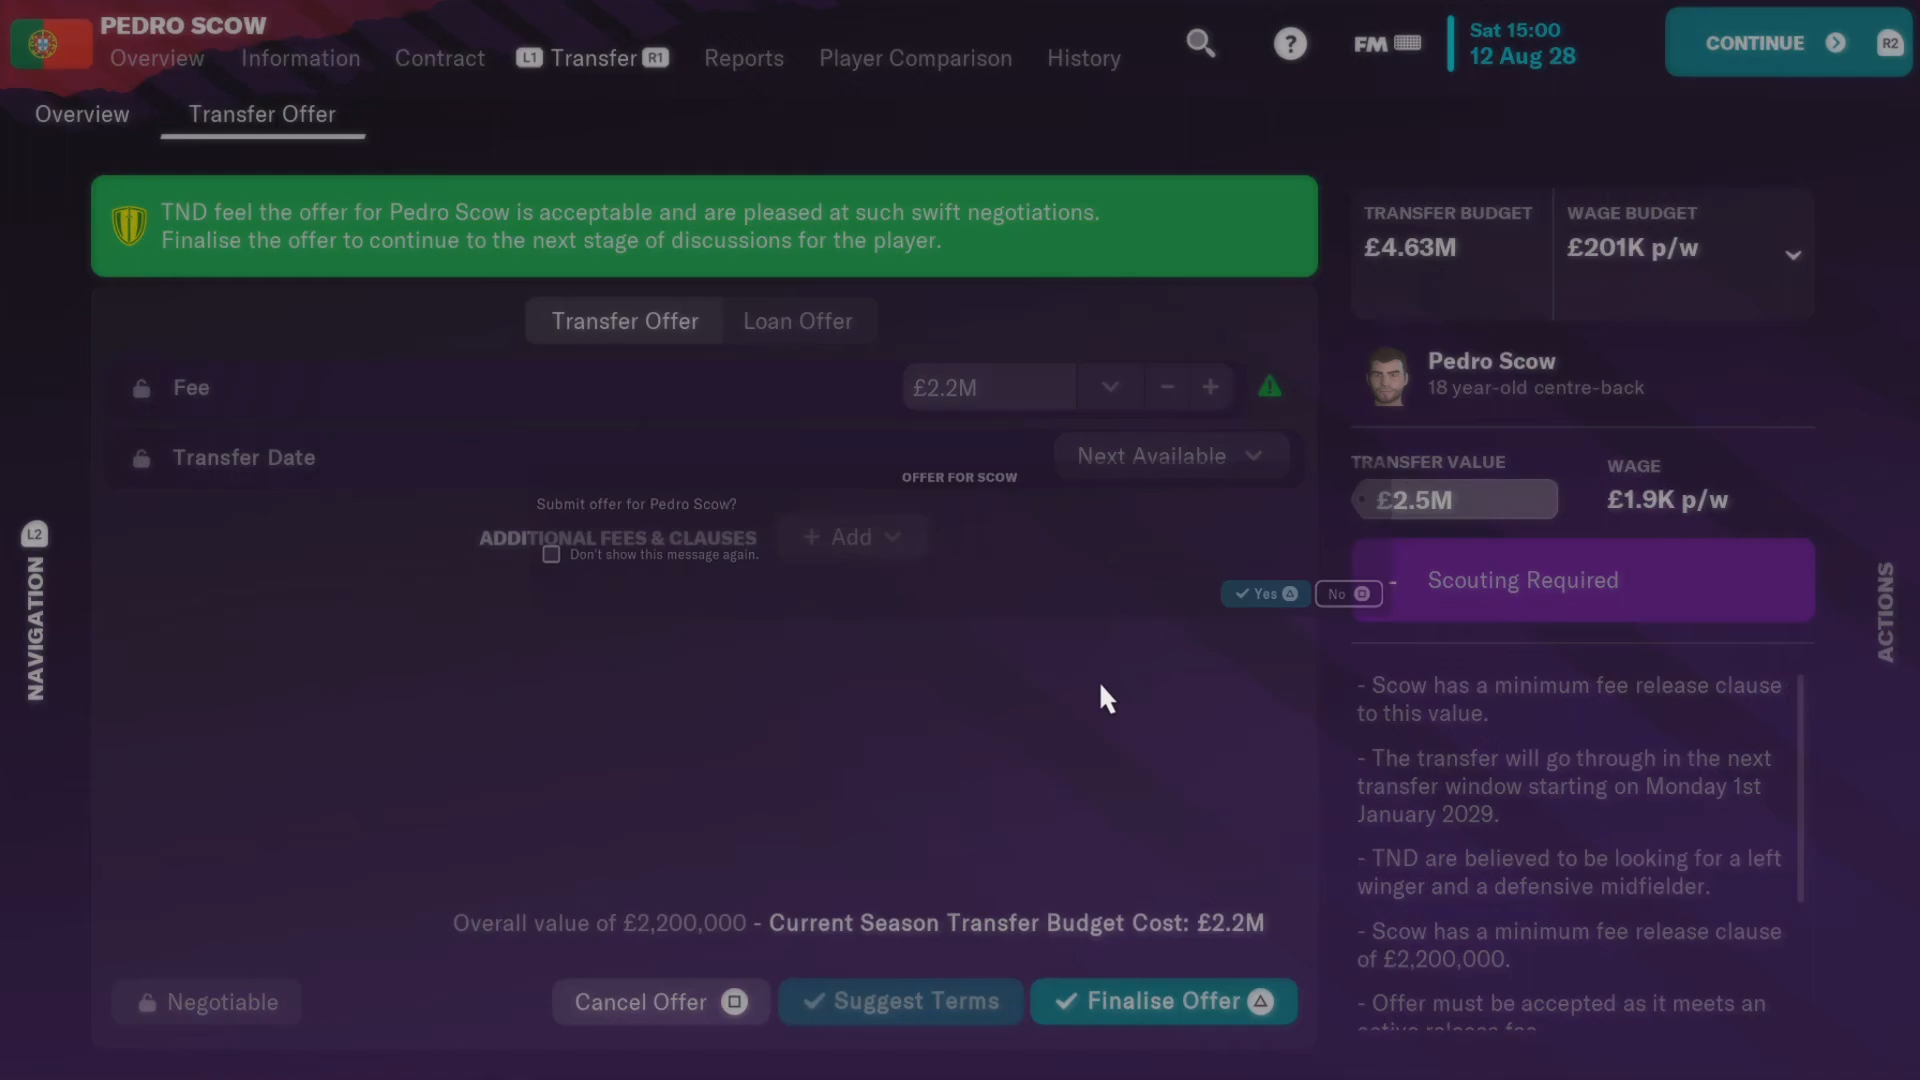 PEDRO SCOW
Overview Information Contract L1 Transfer R1 Reports Player Comparison History
? FM
Sat 15:00
12 Aug 28
CONTINUE R2
Overview Transfer Offer
TND feel the offer for Pedro Scow is acceptable and are pleased at such swift negotiations.
Finalise the offer to continue to the next stage of discussions for the player.
Transfer Offer Loan Offer
Fee £2.2M
Transfer Date Next Available
OFFER FOR SCOW
Submit offer for Pedro Scow?
ADDITIONAL FEES & CLAUSES + Add
Don't show this message again.
Yes No
Overall value of £2,200,000 - Current Season Transfer Budget Cost: £2.2M
Negotiable Cancel Offer Suggest Terms Finalise Offer
L2
NAVIGATION
TRANSFER BUDGET WAGE BUDGET
£4.63M £201K p/w
Pedro Scow
18 year-old centre-back
TRANSFER VALUE WAGE
£2.5M £1.9K p/w
- Scouting Required
- Scow has a minimum fee release clause
to this value.
- The transfer will go through in the next
transfer window starting on Monday 1st
January 2029.
- TND are believed to be looking for a left
winger and a defensive midfielder.
- Scow has a minimum fee release clause
of £2,200,000.
- Offer must be accepted as it meets an
active release fee
ACTIONS